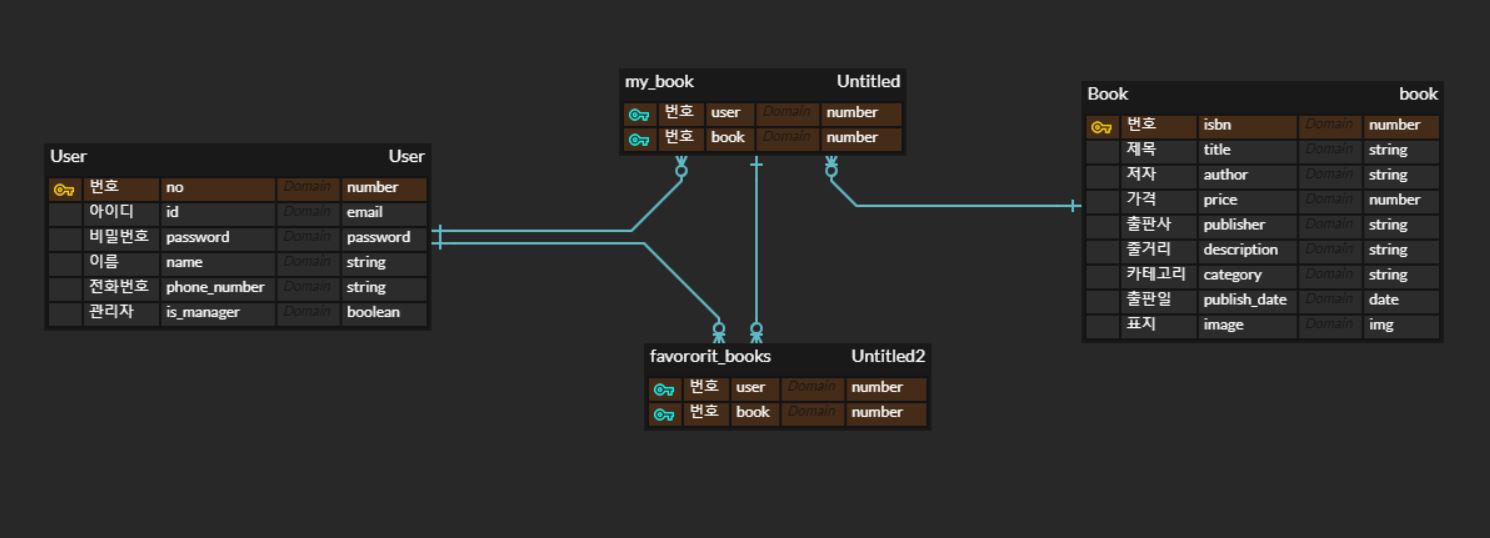 User User
번호 no Domain number
아이디 id Domain email
비밀번호 password Domain password
이름 name Domain string
전화번호 phone_number Domain string
관리자 is_manager Domain boolean
my_book Untitled
번호 user Domain number
번호 book Domain number
favororit_books Untitled2
번호 user Domain number
번호 book Domain number
Book book
번호 isbn Domain number
제목 title Domain string
저자 author Domain string
가격 price Domain number
출판사 publisher Domain string
줄거리 description Domain string
카테고리 category Domain string
출판일 publish_date Domain date
표지 image Domain img